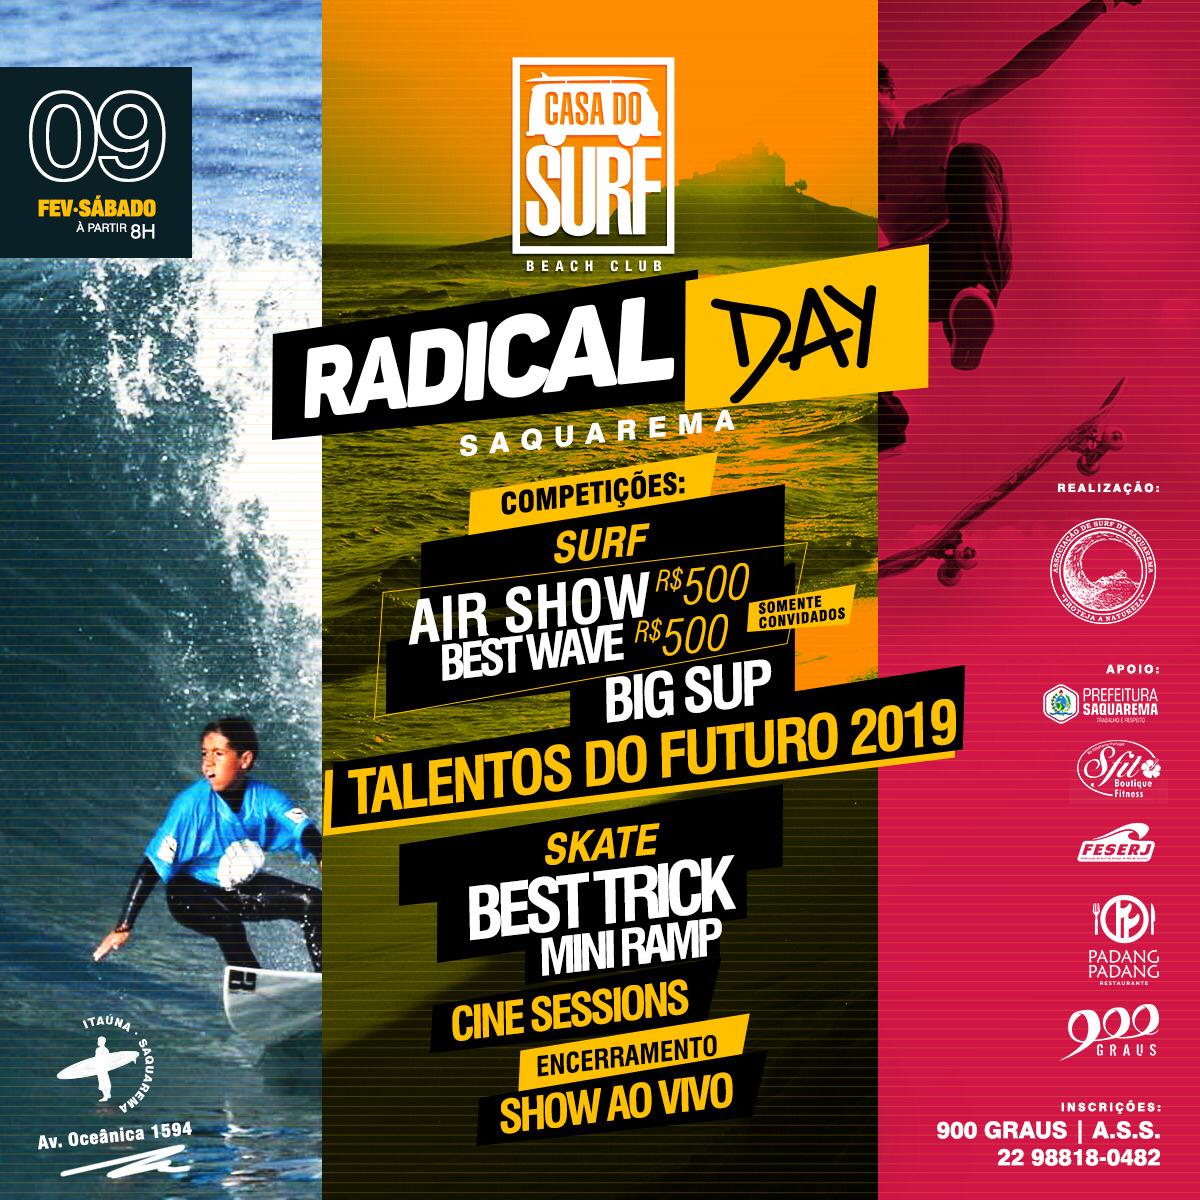 09
FEV·SÁBADO
À PARTIR 8H
CASA DO
SURF
BEACH CLUB
RADICAL DAY
SAQUAREMA
COMPETIÇÕES:
SURF
AIR SHOW R$500
BEST WAVE R$500
SOMENTE
CONVIDADOS
BIG SUP
TALENTOS DO FUTURO 2019
SKATE
BEST TRICK
MINI RAMP
CINE SESSIONS
ENCERRAMENTO
SHOW AO VIVO
ITAÚNA · SAQUAREMA
Av. Oceânica 1594
REALIZAÇÃO:
ASSOCIAÇÃO DE SURF DE SAQUAREMA
"PROTEJA A NATUREZA"
APOIO:
PREFEITURA
SAQUAREMA
TRABALHO E RESPEITO
Sfil
Boutique
Fitness
FESERJ
PADANG
PADANG
RESTAURANTE
900
GRAUS
INSCRIÇÕES:
900 GRAUS | A.S.S.
22 98818-0482